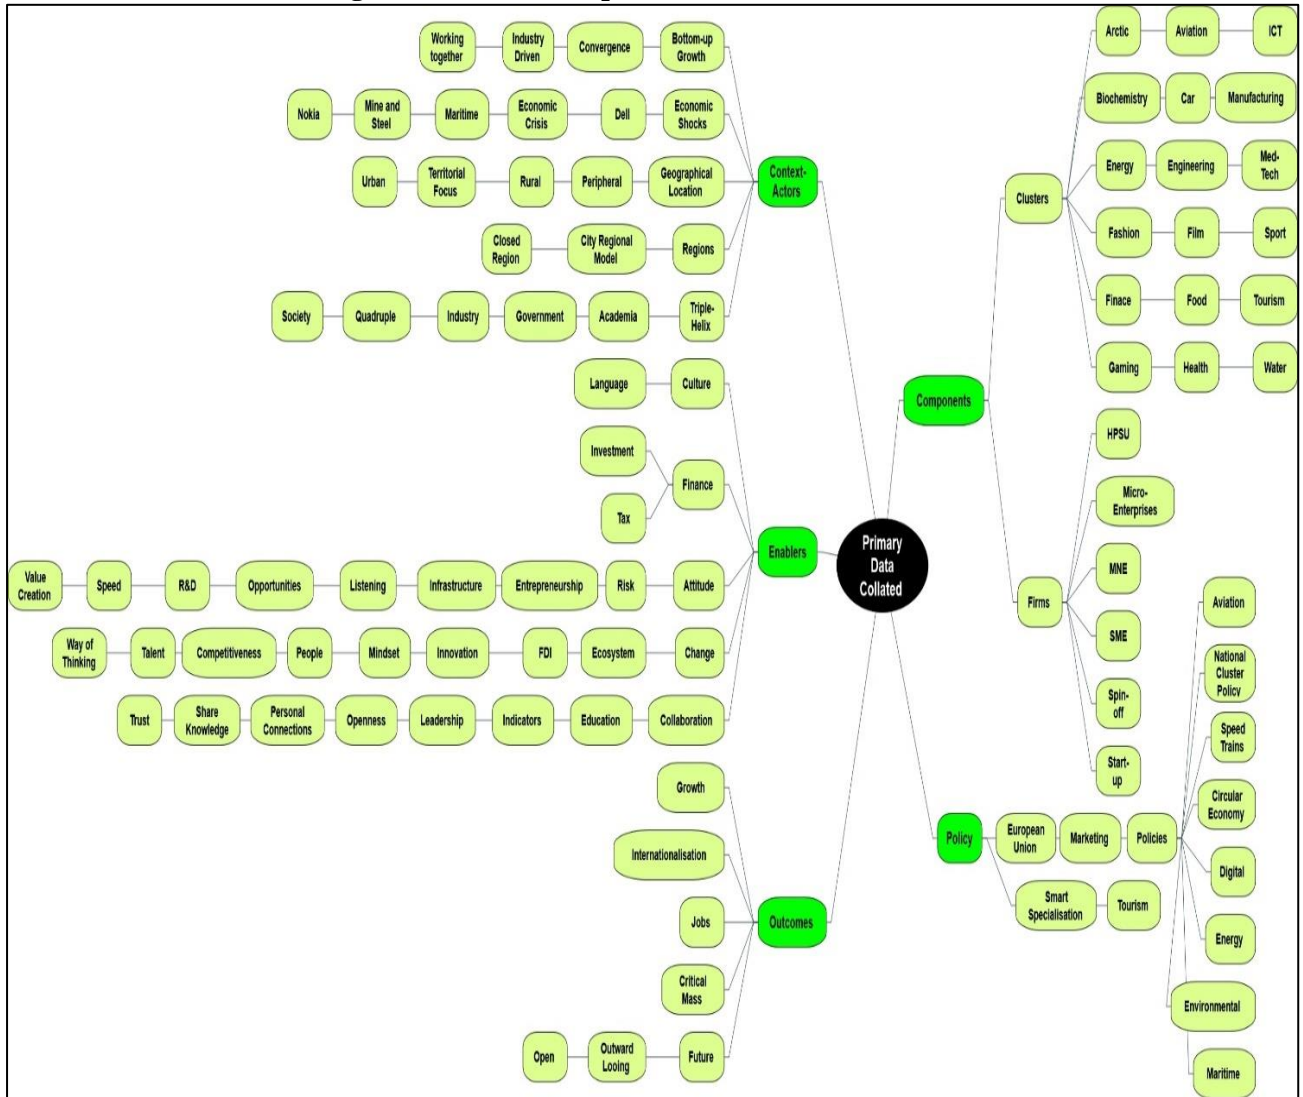 Working
together
Industry
Driven
Convergence
Bottom-up
Growth
Nokia
Mine and
Steel
Maritime
Economic
Crisis
Dell
Economic
Shocks
Urban
Territorial
Focus
Rural
Peripheral
Geographical
Location
Closed
Region
City Regional
Model
Regions
Society
Quadruple
Industry
Government
Academia
Triple-
Helix
Context-
Actors
Language
Culture
Investment
Tax
Finance
Value
Creation
Speed
R&D
Opportunities
Listening
Infrastructure
Entrepreneurship
Risk
Attitude
Way of
Thinking
Talent
Competitiveness
People
Mindset
Innovation
FDI
Ecosystem
Change
Trust
Share
Knowledge
Personal
Connections
Openness
Leadership
Indicators
Education
Collaboration
Enablers
Growth
Internationalisation
Jobs
Critical
Mass
Open
Outward
Looing
Future
Outcomes
Primary
Data
Collated
Components
Clusters
Arctic
Aviation
ICT
Biochemistry
Car
Manufacturing
Energy
Engineering
Med-
Tech
Fashion
Film
Sport
Finace
Food
Tourism
Gaming
Health
Water
Firms
HPSU
Micro-
Enterprises
MNE
SME
Spin-
off
Start-
up
Policy
European
Union
Marketing
Policies
Smart
Specialisation
Tourism
Aviation
National
Cluster
Policy
Speed
Trains
Circular
Economy
Digital
Energy
Environmental
Maritime